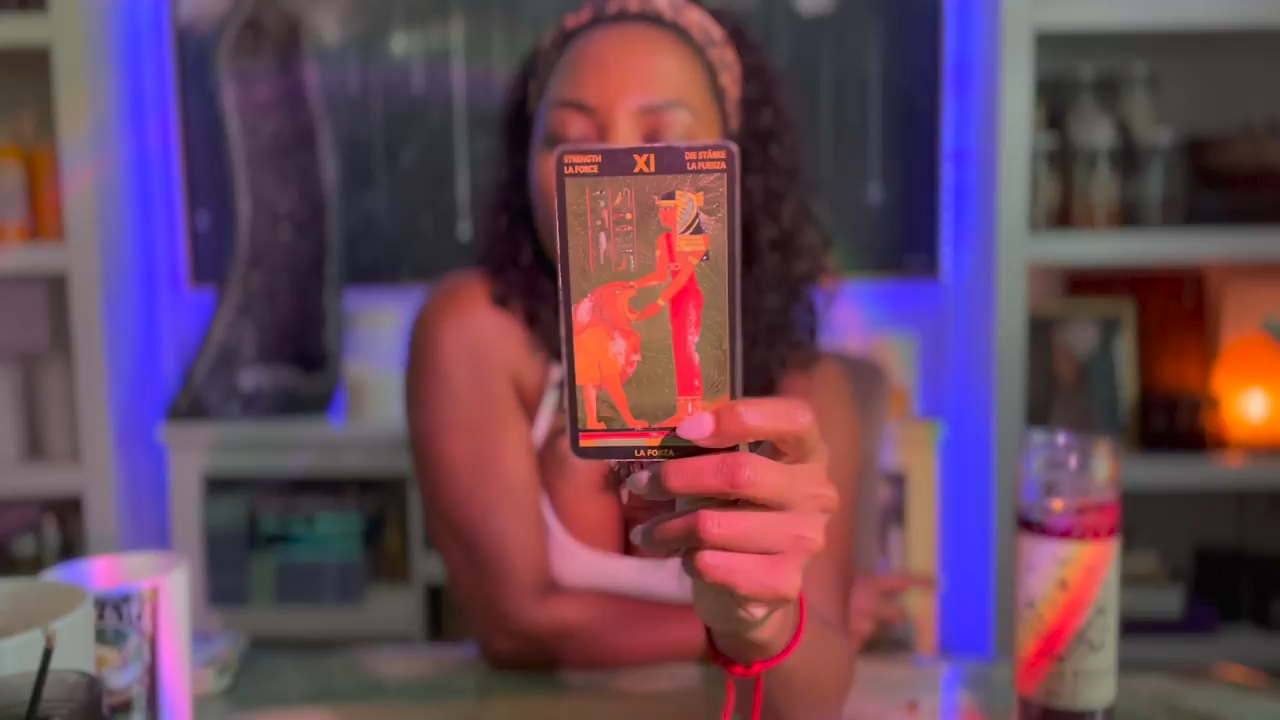 STRENGTH
LA FORCE
XI
DIE STÄRKE
LA FUERZA
LA FORZA